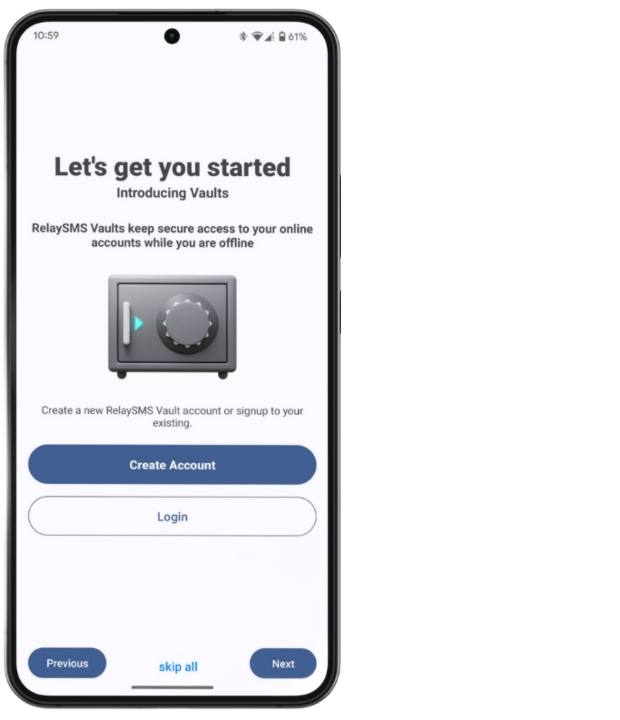 10:59
61%
Let's get you started
Introducing Vaults
RelaySMS Vaults keep secure access to your online
accounts while you are offline
Create a new RelaySMS Vault account or signup to your
existing.
Create Account
Login
Previous
skip all
Next